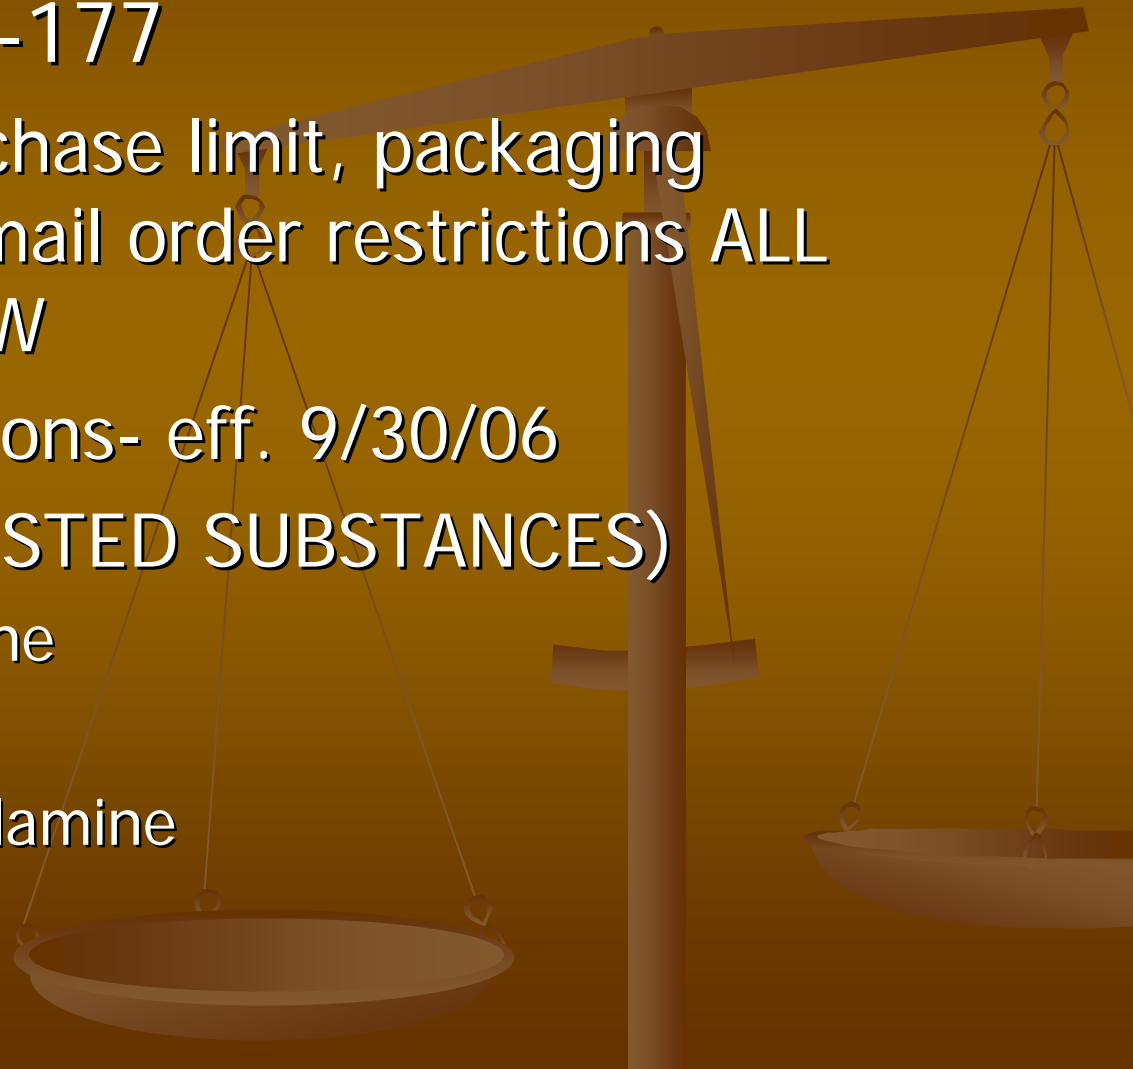 -177
chase limit, packaging
mail order restrictions ALL
W
ons- eff. 9/30/06
STED SUBSTANCES)
ne
lamine